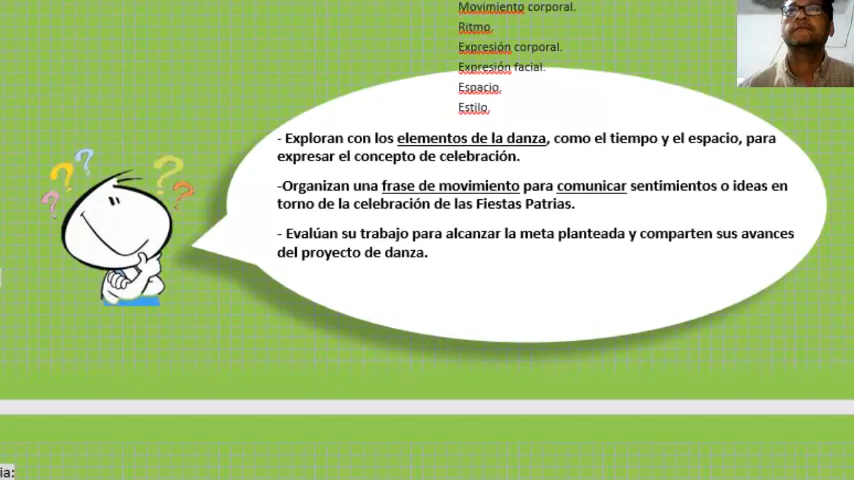 Movimiento corporal.
Ritmo.
Expresión corporal.
Expresión facial.
Espacio.
Estilo.
- Exploran con los elementos de la danza, como el tiempo y el espacio, para
expresar el concepto de celebración.
-Organizan una frase de movimiento para comunicar sentimientos o ideas en
torno de la celebración de las Fiestas Patrias.
- Evalúan su trabajo para alcanzar la meta planteada y comparten sus avances
del proyecto de danza.
ia: